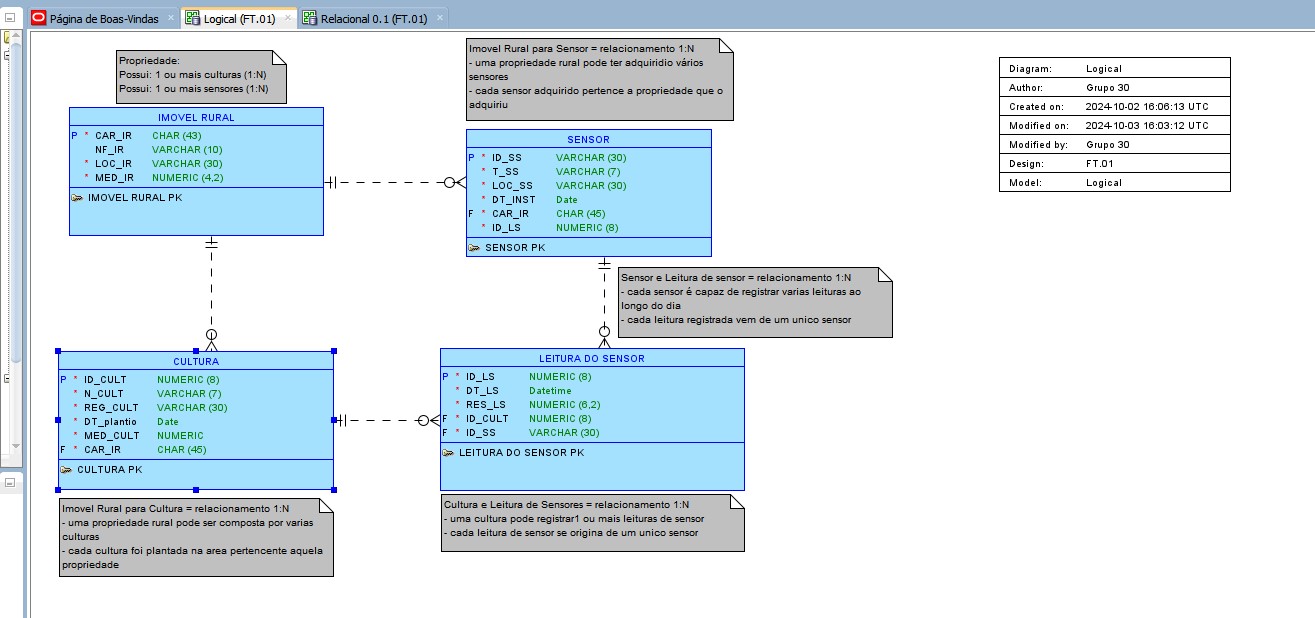 Página de Boas-Vindas
Logical (FT.01)
Relacional 0.1 (FT.01)
Propriedade:
Possui: 1 ou mais culturas (1:N)
Possui: 1 ou mais sensores (1:N)
Imovel Rural para Sensor = relacionamento 1:N
- uma propriedade rural pode ter adquiridio vários
sensores
- cada sensor adquirido pertence a propriedade que o
adquiriu
Diagram: Logical
Author: Grupo 30
Created on: 2024-10-02 16:06:13 UTC
Modified on: 2024-10-03 16:03:12 UTC
Modified by: Grupo 30
Design: FT.01
Model: Logical
IMOVEL RURAL
P * CAR_IR CHAR (43)
NF_IR VARCHAR (10)
* LOC_IR VARCHAR (30)
* MED_IR NUMERIC (4,2)
IMOVEL RURAL PK
SENSOR
P * ID_SS VARCHAR (30)
* T_SS VARCHAR (7)
* LOC_SS VARCHAR (30)
* DT_INST Date
F * CAR_IR CHAR (45)
* ID_LS NUMERIC (8)
SENSOR PK
Sensor e Leitura de sensor = relacionamento 1:N
- cada sensor é capaz de registrar varias leituras ao
longo do dia
- cada leitura registrada vem de um unico sensor
CULTURA
P * ID_CULT NUMERIC (8)
* N_CULT VARCHAR (7)
* REG_CULT VARCHAR (30)
* DT_plantio Date
* MED_CULT NUMERIC
F * CAR_IR CHAR (45)
CULTURA PK
LEITURA DO SENSOR
P * ID_LS NUMERIC (8)
* DT_LS Datetime
* RES_LS NUMERIC (6,2)
F * ID_CULT NUMERIC (8)
F * ID_SS VARCHAR (30)
LEITURA DO SENSOR PK
Imovel Rural para Cultura = relacionamento 1:N
- uma propriedade rural pode ser composta por varias
culturas
- cada cultura foi plantada na area pertencente aquela
propriedade
Cultura e Leitura de Sensores = relacionamento 1:N
- uma cultura pode registrar1 ou mais leituras de sensor
- cada leitura de sensor se origina de um unico sensor